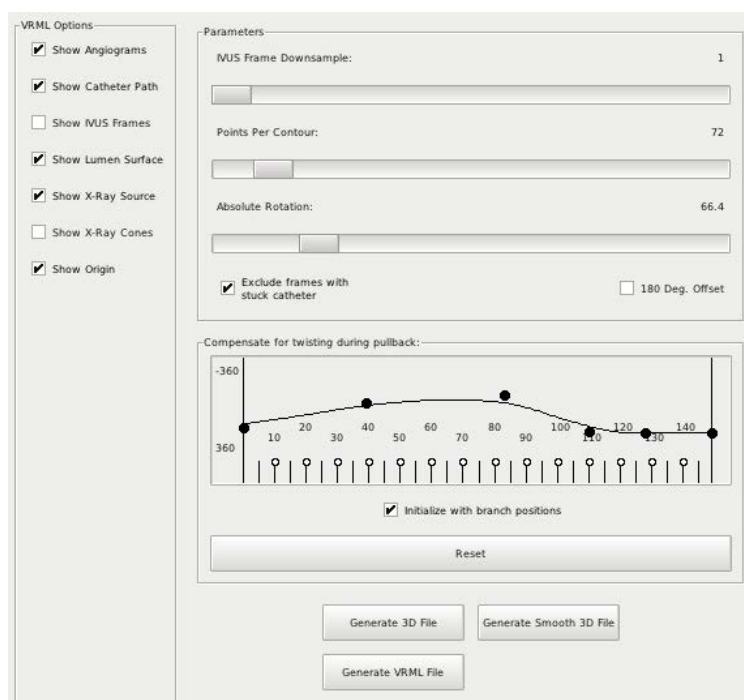 VRML Options
Show Angiograms
Show Catheter Path
Show IVUS Frames
Show Lumen Surface
Show X-Ray Source
Show X-Ray Cones
Show Origin
Parameters
IVUS Frame Downsample: 1
Points Per Contour: 72
Absolute Rotation: 66.4
Exclude frames with
stuck catheter
180 Deg. Offset
Compensate for twisting during pullback:
-360
20 40 60 80 100 120 140
10 30 50 70 90 110 130
360
Initialize with branch positions
Reset
Generate 3D File
Generate Smooth 3D File
Generate VRML File